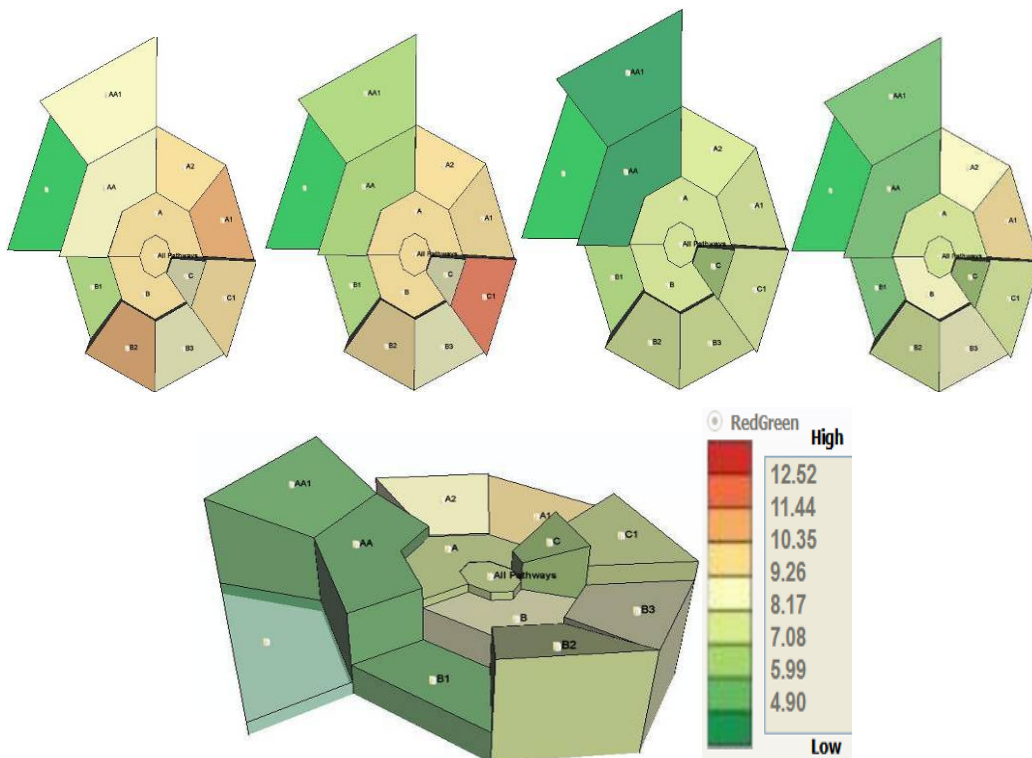 AA1
A2
AA
A
A1
All Pathways
C
B1
B
C1
B2
B3
AA1
A2
AA
A
A1
All Pathways
C
B1
B
C1
B2
B3
AA1
A2
AA
A
A1
All Pathways
C
B1
B
C1
B2
B3
AA1
A2
AA
A
A1
All Pathways
C
B1
B
C1
B2
B3
AA1
A2
A1
C1
AA
A
C
All Pathways
B3
B
B2
B1
RedGreen
High
12.52
11.44
10.35
9.26
8.17
7.08
5.99
4.90
Low